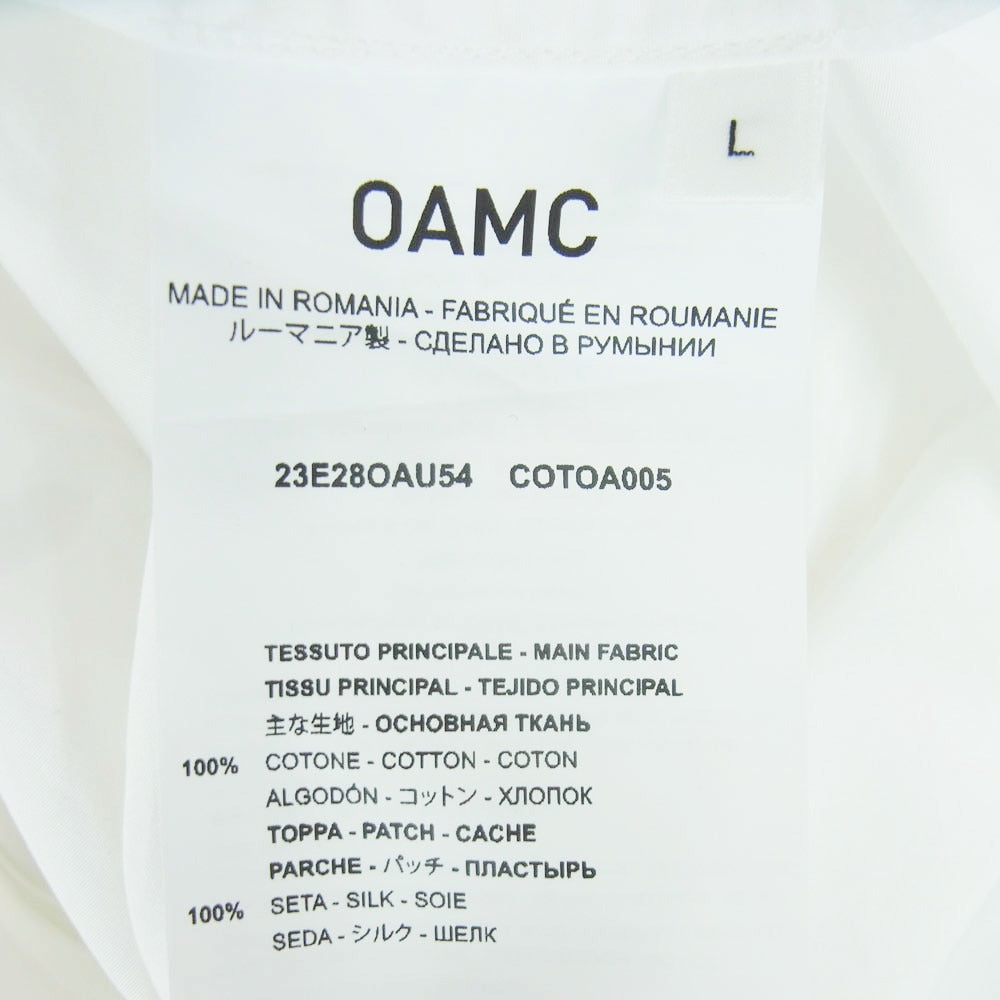 L
OAMC
MADE IN ROMANIA - FABRIQUÉ EN ROUMANIE
ルーマニア製 - СДЕЛАНО В РУМЫНИИ
23E28OAU54 COTOA005
TESSUTO PRINCIPALE - MAIN FABRIC
TISSU PRINCIPAL - TEJIDO PRINCIPAL
主な生地 - ОСНОВНАЯ ТКАНЬ
100% COTONE - COTTON - COTON
ALGODÓN - コットン - ХЛОПОК
TOPPA - PATCH - CACHE
PARCHE - パッチ - ПЛАСТЫРЬ
100% SETA - SILK - SOIE
SEDA - シルク - ШЕЛК